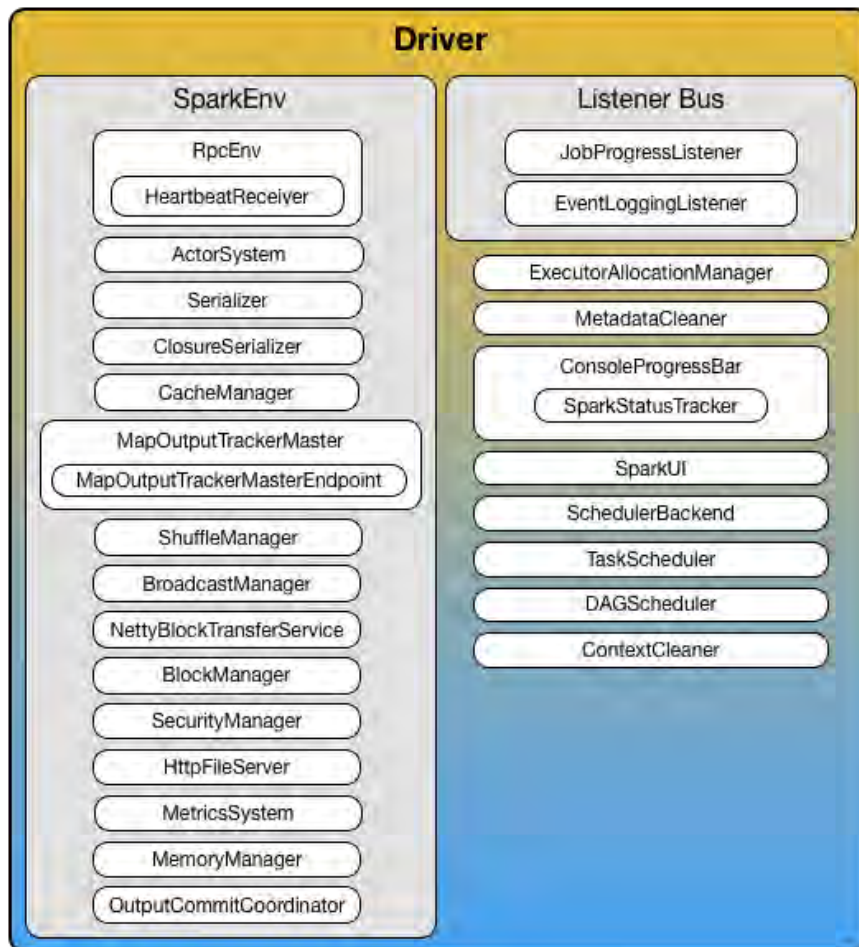 Driver
SparkEnv
RpcEnv
HeartbeatReceiver
ActorSystem
Serializer
ClosureSerializer
CacheManager
MapOutputTrackerMaster
MapOutputTrackerMasterEndpoint
ShuffleManager
BroadcastManager
NettyBlockTransferService
BlockManager
SecurityManager
HttpFileServer
MetricsSystem
MemoryManager
OutputCommitCoordinator
Listener Bus
JobProgressListener
EventLoggingListener
ExecutorAllocationManager
MetadataCleaner
ConsoleProgressBar
SparkStatusTracker
SparkUI
SchedulerBackend
TaskScheduler
DAGScheduler
ContextCleaner